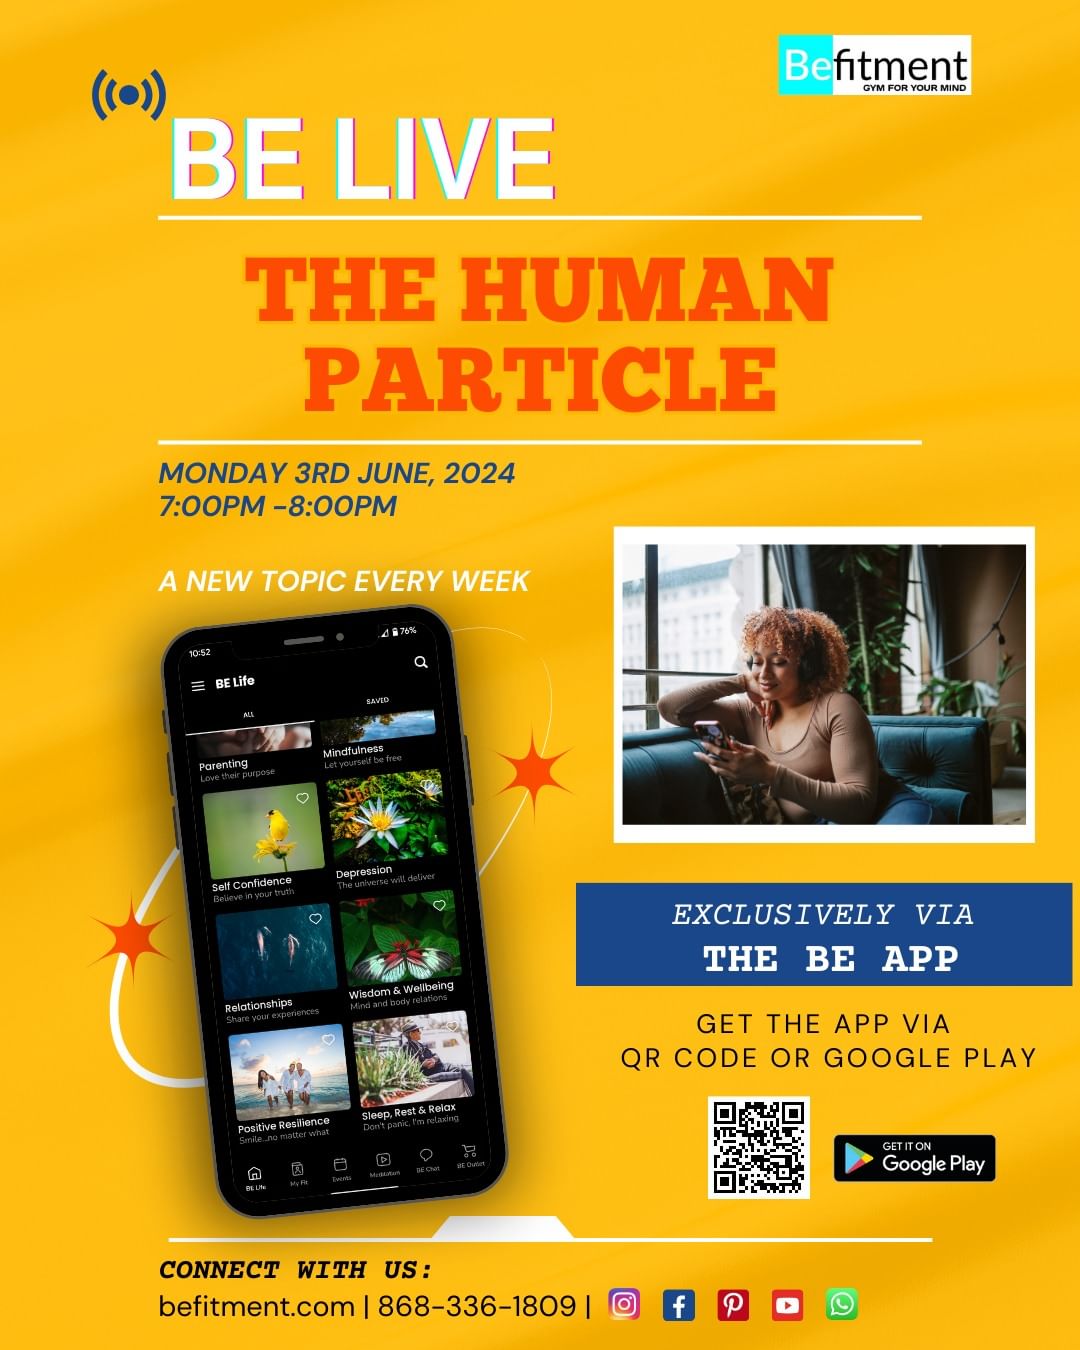 Befitment
GYM FOR YOUR MIND
BE LIVE
THE HUMAN
PARTICLE
MONDAY 3RD JUNE, 2024
7:00PM -8:00PM
A NEW TOPIC EVERY WEEK
10:52
76%
BE Life
ALL
SAVED
Parenting
Love their purpose
Mindfulness
Let yourself be free
Self Confidence
Believe in your truth
Depression
The universe will deliver
Relationships
Share your experiences
Wisdom & Wellbeing
Mind and body relations
Positive Resilience
Smile...no matter what
Sleep, Rest & Relax
Don't panic, I'm relaxing
BE Life
My Fit
Events
Meditation
BE Chat
BE Outlet
EXCLUSIVELY VIA
THE BE APP
GET THE APP VIA
QR CODE OR GOOGLE PLAY
GET IT ON
Google Play
CONNECT WITH US:
befitment.com | 868-336-1809 |